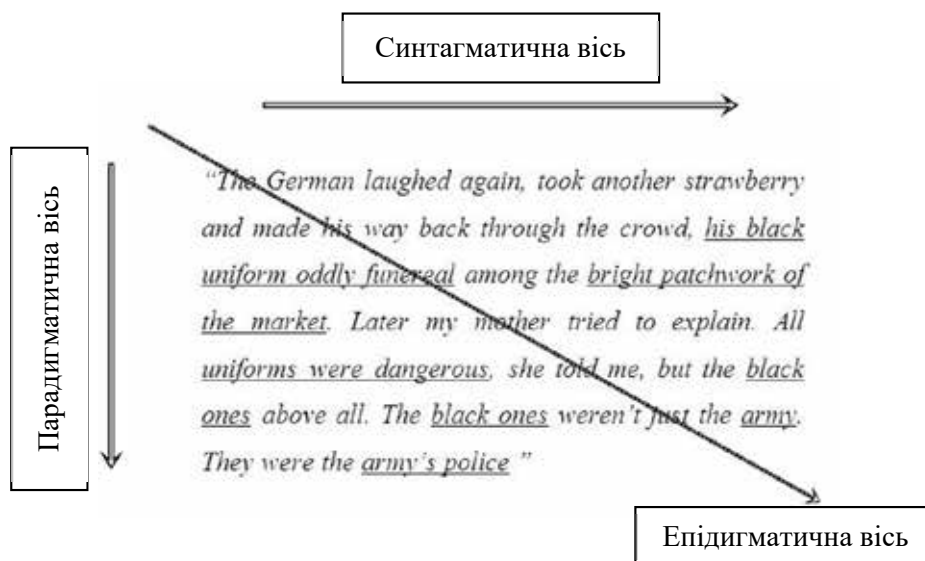 Синтагматична вісь
Парадигматична вісь
“The German laughed again, took another strawberry
and made his way back through the crowd, his black
uniform oddly funereal among the bright patchwork of
the market. Later my mother tried to explain. All
uniforms were dangerous, she told me, but the black
ones above all. The black ones weren’t just the army.
They were the army’s police ”
Епідигматична вісь